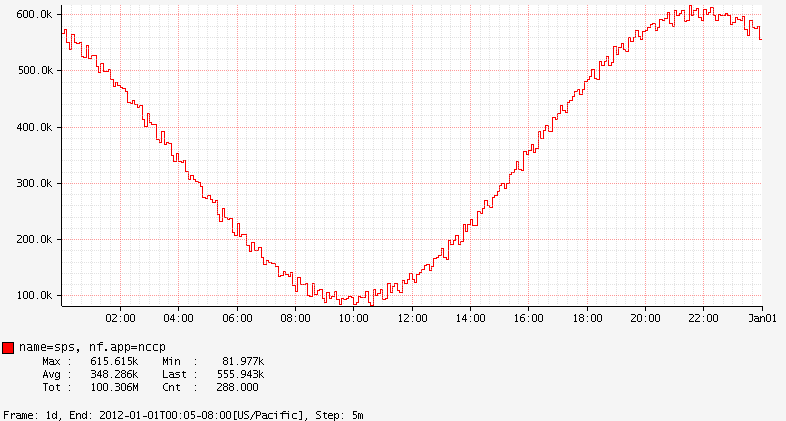 600.0k
500.0k
400.0k
300.0k
200.0k
100.0k
02:00 04:00 06:00 08:00 10:00 12:00 14:00 16:00 18:00 20:00 22:00 Jan01
name=sps, nf.app=nccp
Max : 615.615k Min : 81.977k
Avg : 348.286k Last : 555.943k
Tot : 100.306M Cnt : 288.000
Frame: 1d, End: 2012-01-01T00:05-08:00[US/Pacific], Step: 5m